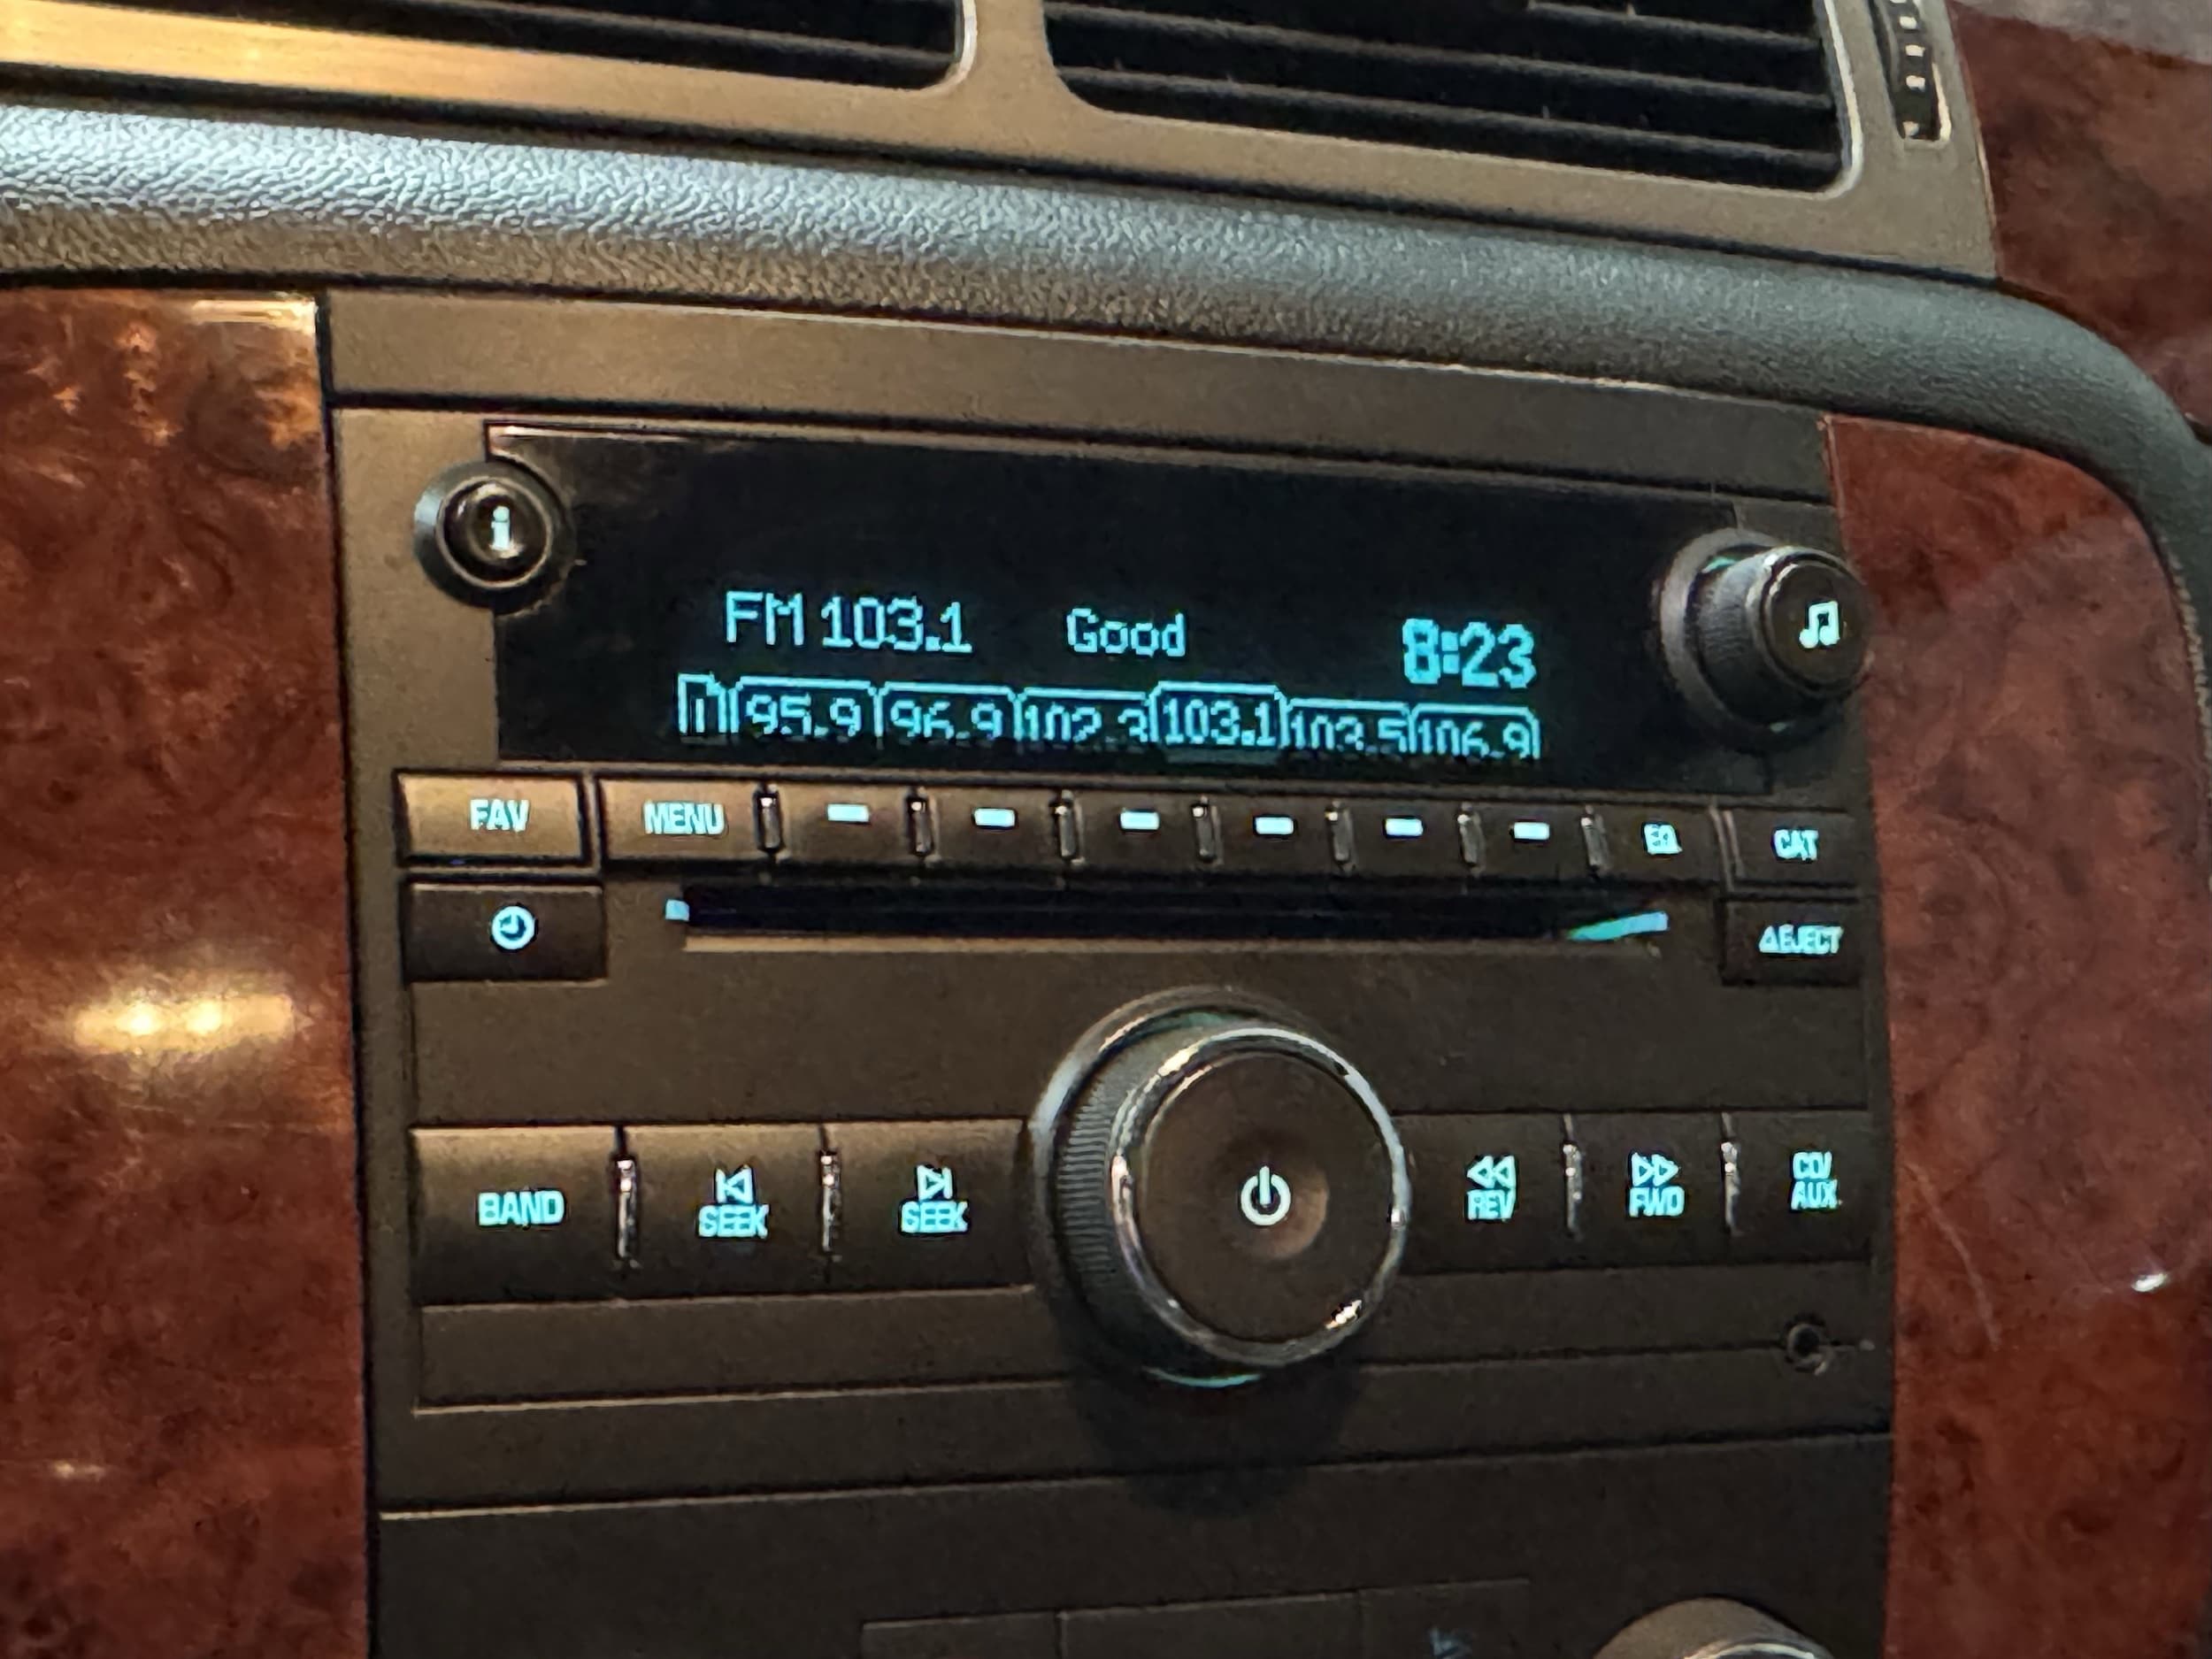 i
FM 103.1 Good 8:23
95.9 96.9 102.3 103.1 103.5 106.9
FAV MENU EQ CAT
EJECT
BAND SEEK SEEK REV FWD CD/
AUX